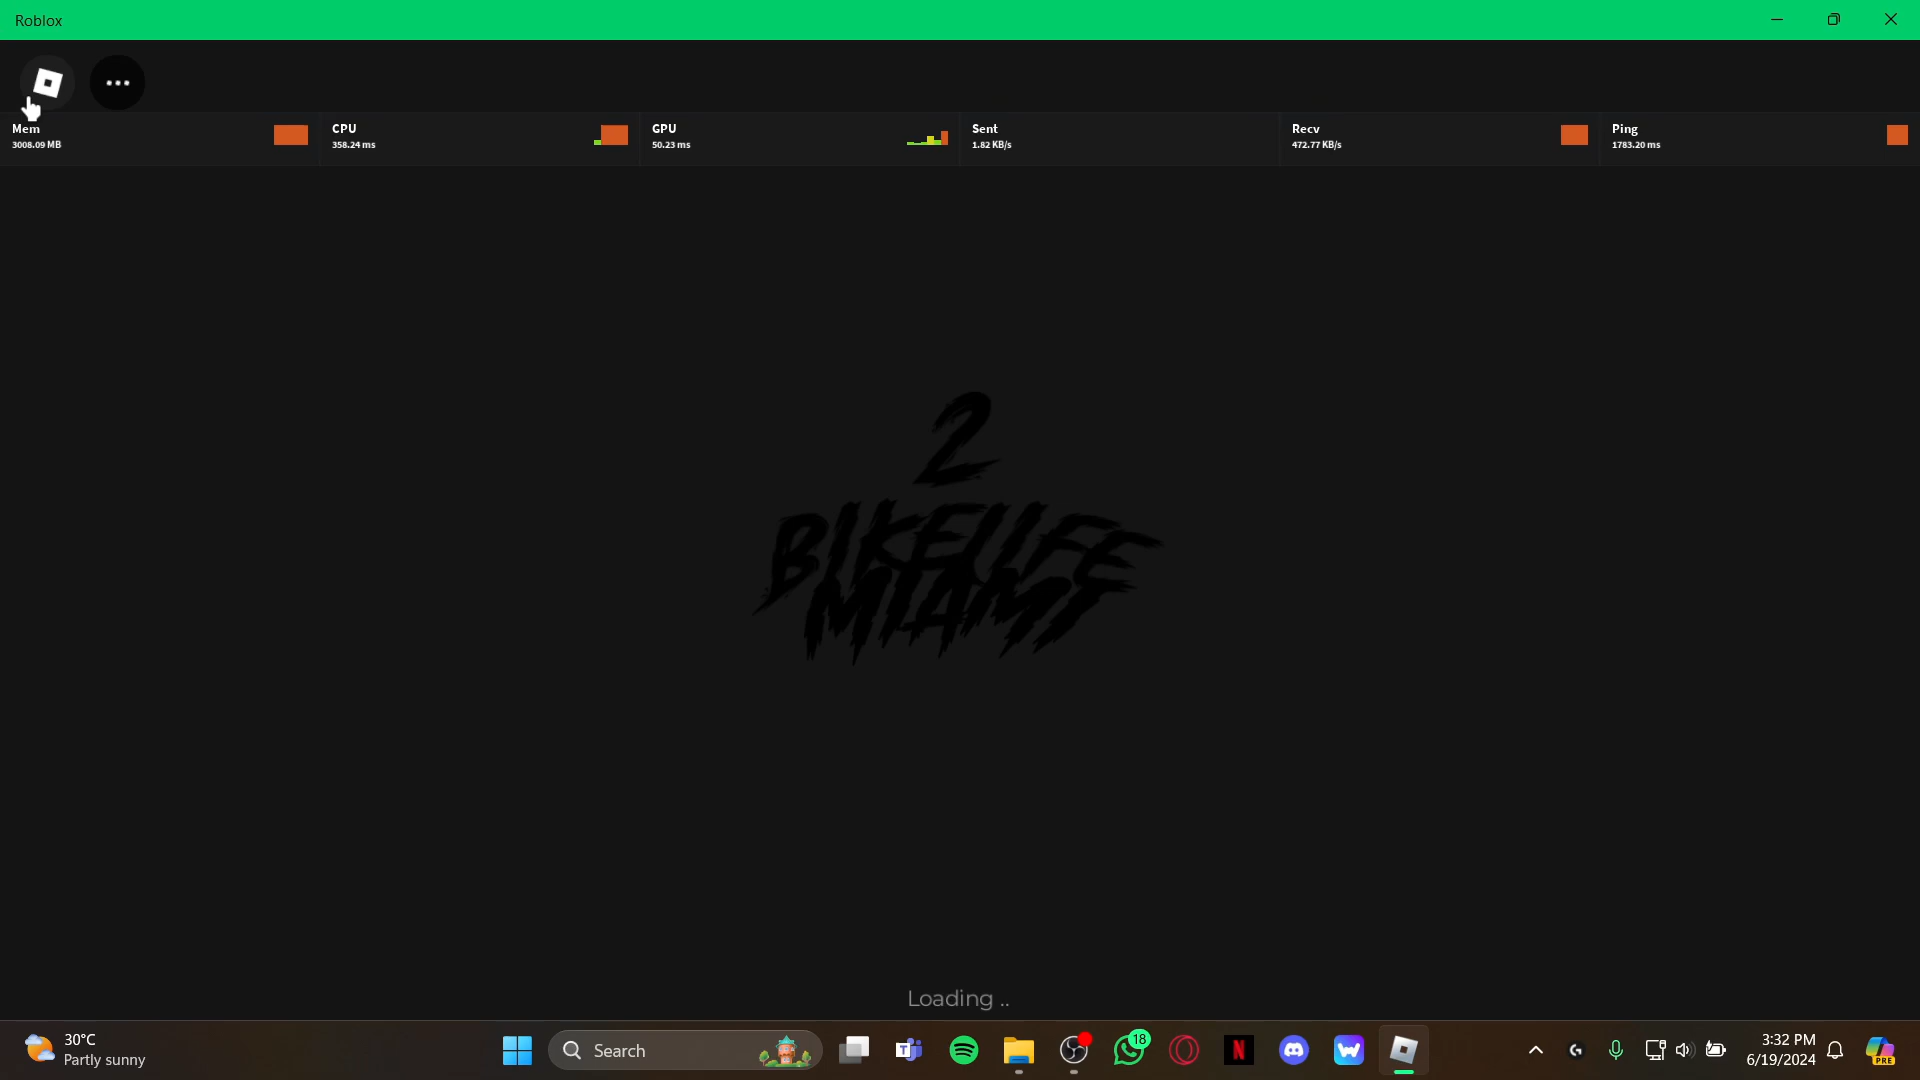 Roblox
Mem
3008.09 MB
CPU
358.24 ms
GPU
50.23 ms
Sent
1.82 KB/s
Recv
472.77 KB/s
Ping
1783.20 ms
2
BIKELIFE
MIAMI
Loading ..
30°C
Partly sunny
Search
18
3:32 PM
6/19/2024
PRE